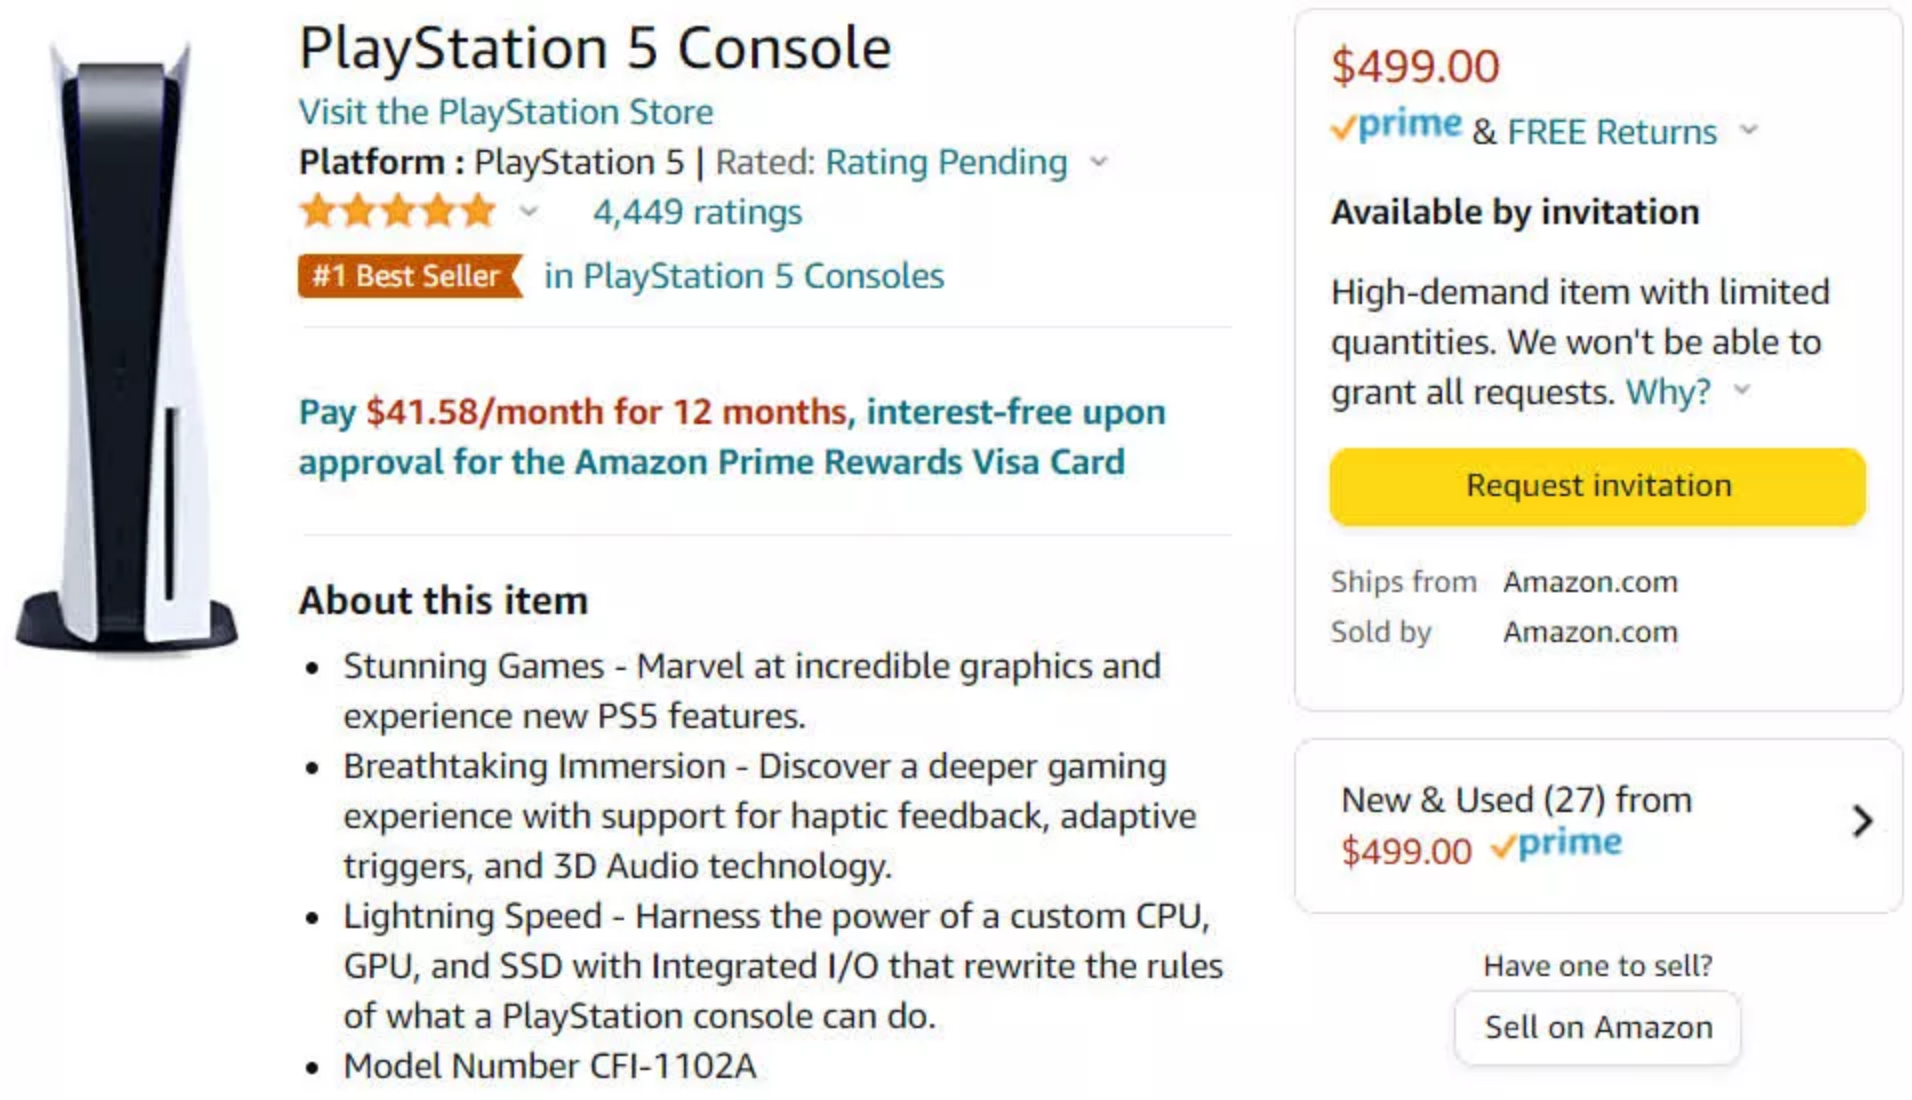 PlayStation 5 Console
Visit the PlayStation Store
Platform : PlayStation 5 | Rated: Rating Pending
4,449 ratings
#1 Best Seller in PlayStation 5 Consoles
Pay $41.58/month for 12 months, interest-free upon
approval for the Amazon Prime Rewards Visa Card
About this item
• Stunning Games - Marvel at incredible graphics and
experience new PS5 features.
• Breathtaking Immersion - Discover a deeper gaming
experience with support for haptic feedback, adaptive
triggers, and 3D Audio technology.
• Lightning Speed - Harness the power of a custom CPU,
GPU, and SSD with Integrated I/O that rewrite the rules
of what a PlayStation console can do.
• Model Number CFI-1102A
$499.00
prime & FREE Returns
Available by invitation
High-demand item with limited
quantities. We won't be able to
grant all requests. Why?
Request invitation
Ships from Amazon.com
Sold by Amazon.com
New & Used (27) from
$499.00 prime
Have one to sell?
Sell on Amazon